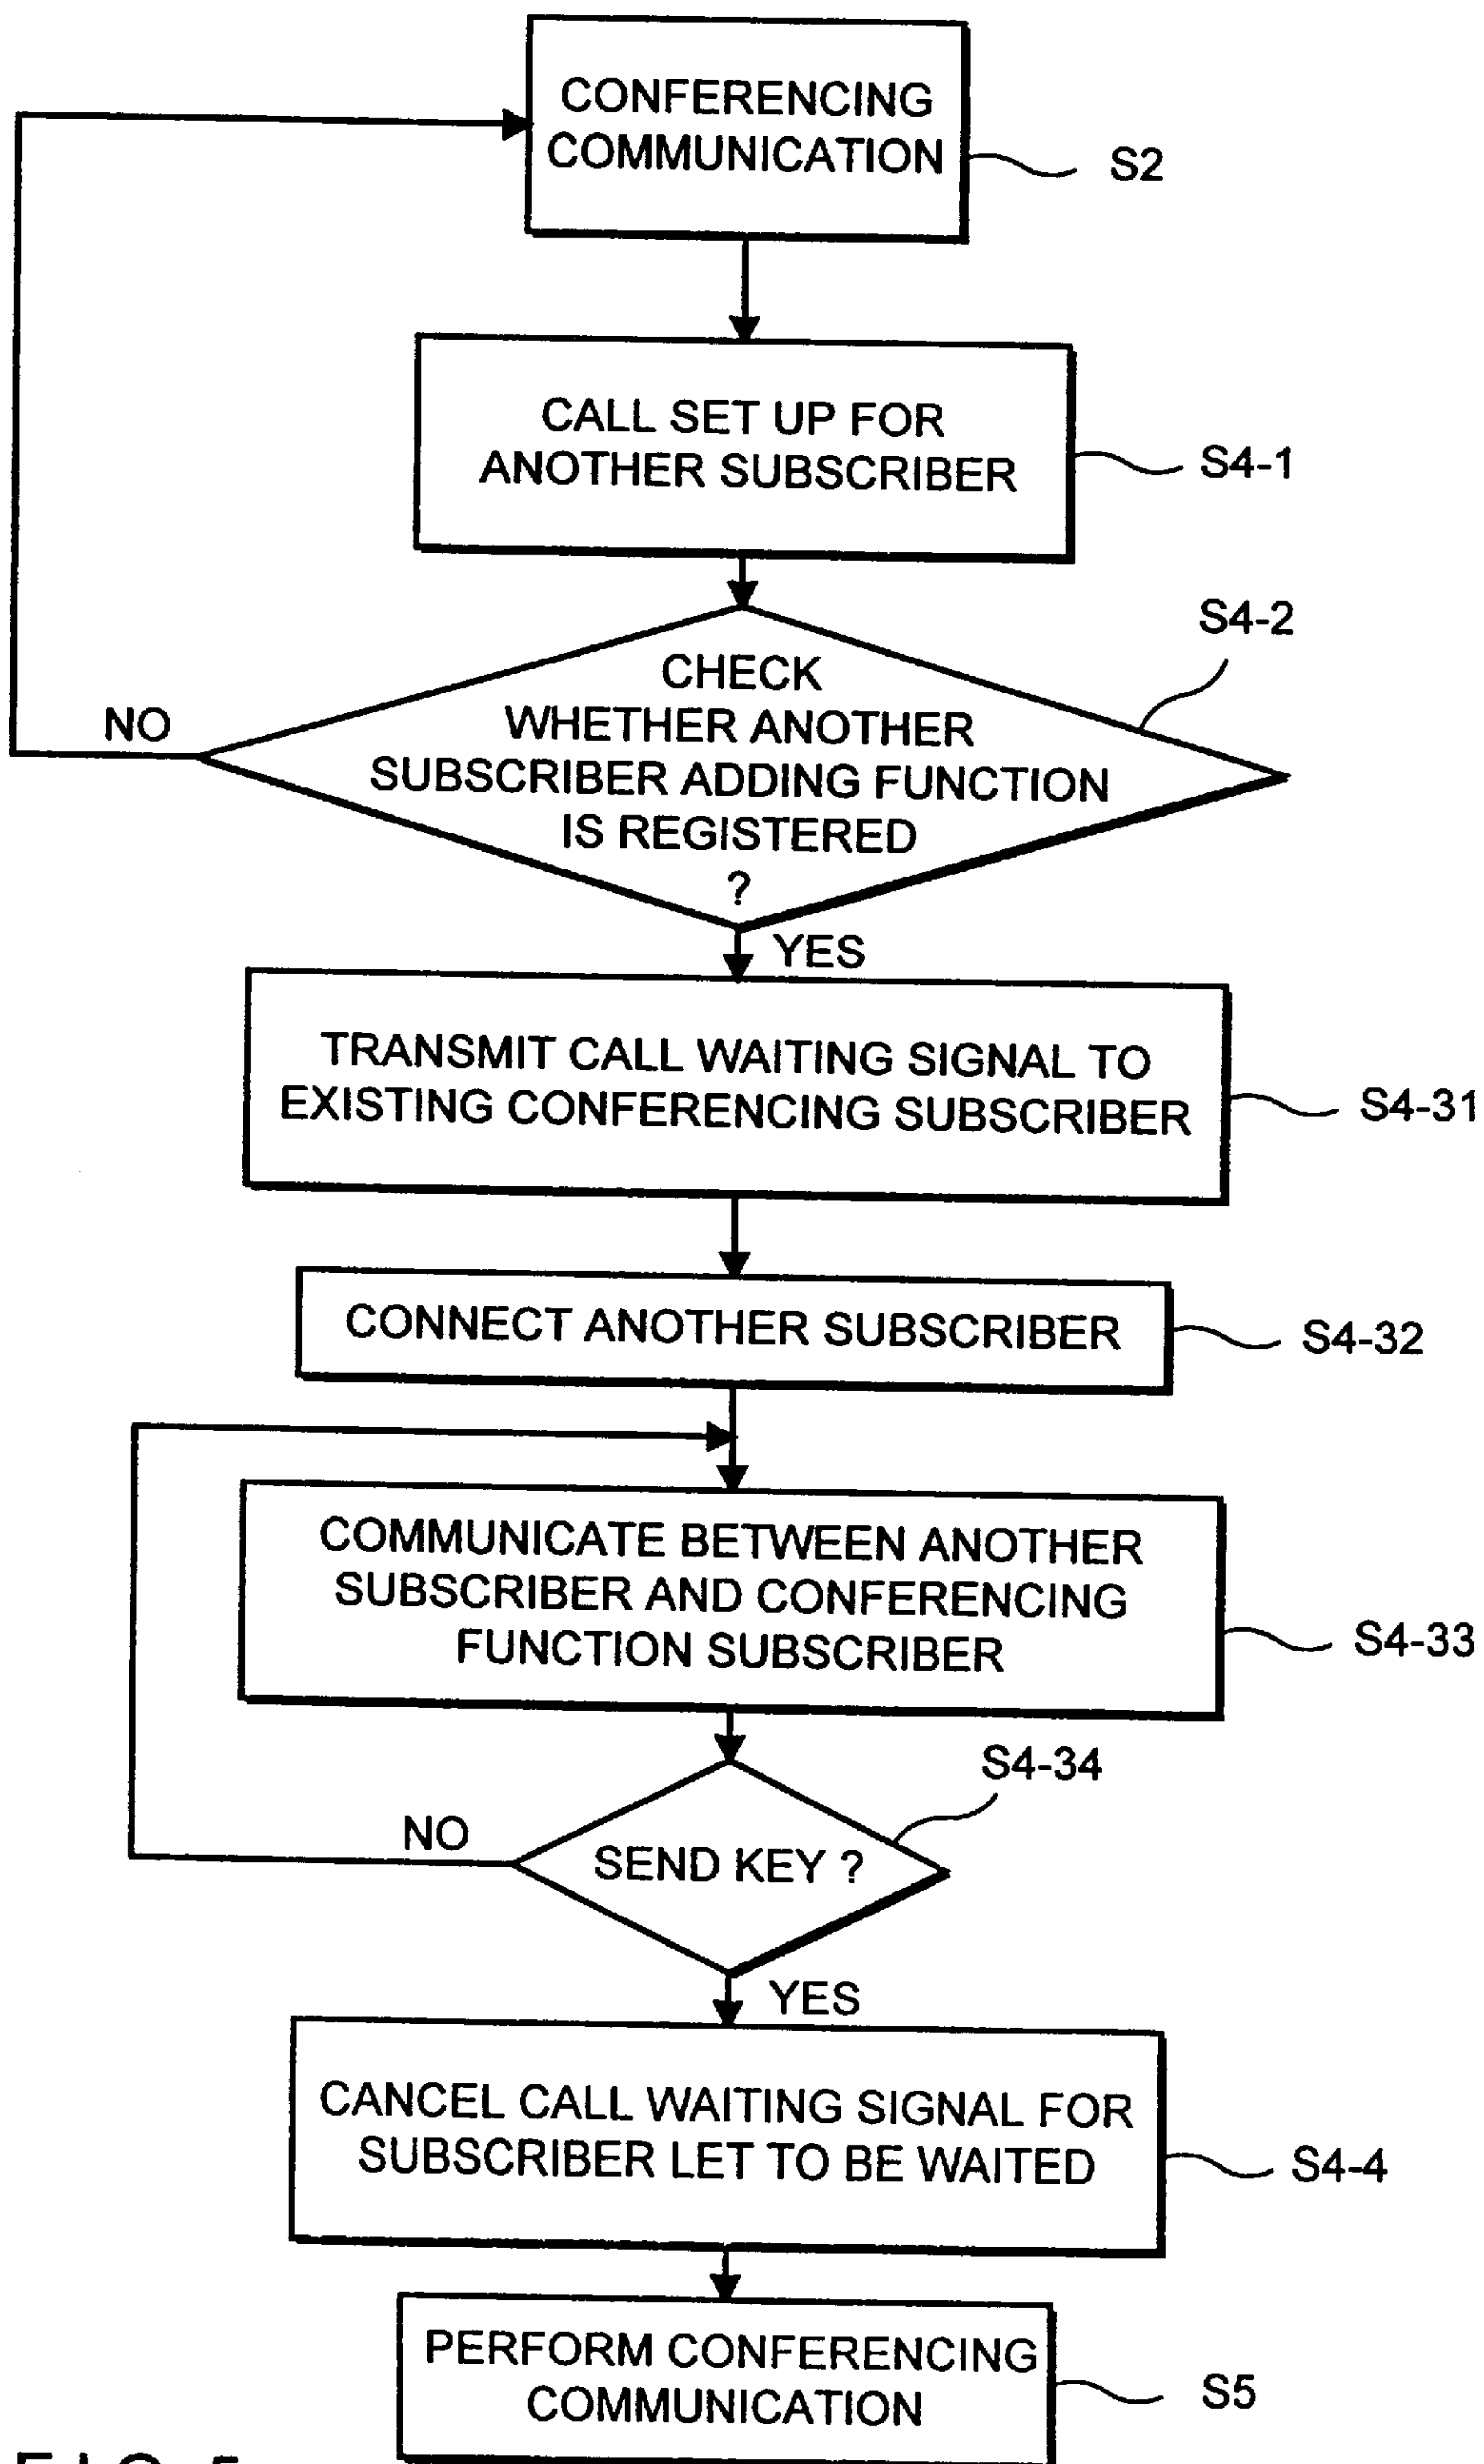 CONFERENCING
COMMUNICATION
S2
CALL SET UP FOR
ANOTHER SUBSCRIBER
S4-1
S4-2
CHECK
WHETHER ANOTHER
SUBSCRIBER ADDING FUNCTION
IS REGISTERED
?
NO
YES
TRANSMIT CALL WAITING SIGNAL TO
EXISTING CONFERENCING SUBSCRIBER
S4-31
CONNECT ANOTHER SUBSCRIBER
S4-32
COMMUNICATE BETWEEN ANOTHER
SUBSCRIBER AND CONFERENCING
FUNCTION SUBSCRIBER
S4-33
S4-34
SEND KEY ?
NO
YES
CANCEL CALL WAITING SIGNAL FOR
SUBSCRIBER LET TO BE WAITED
S4-4
PERFORM CONFERENCING
COMMUNICATION
S5